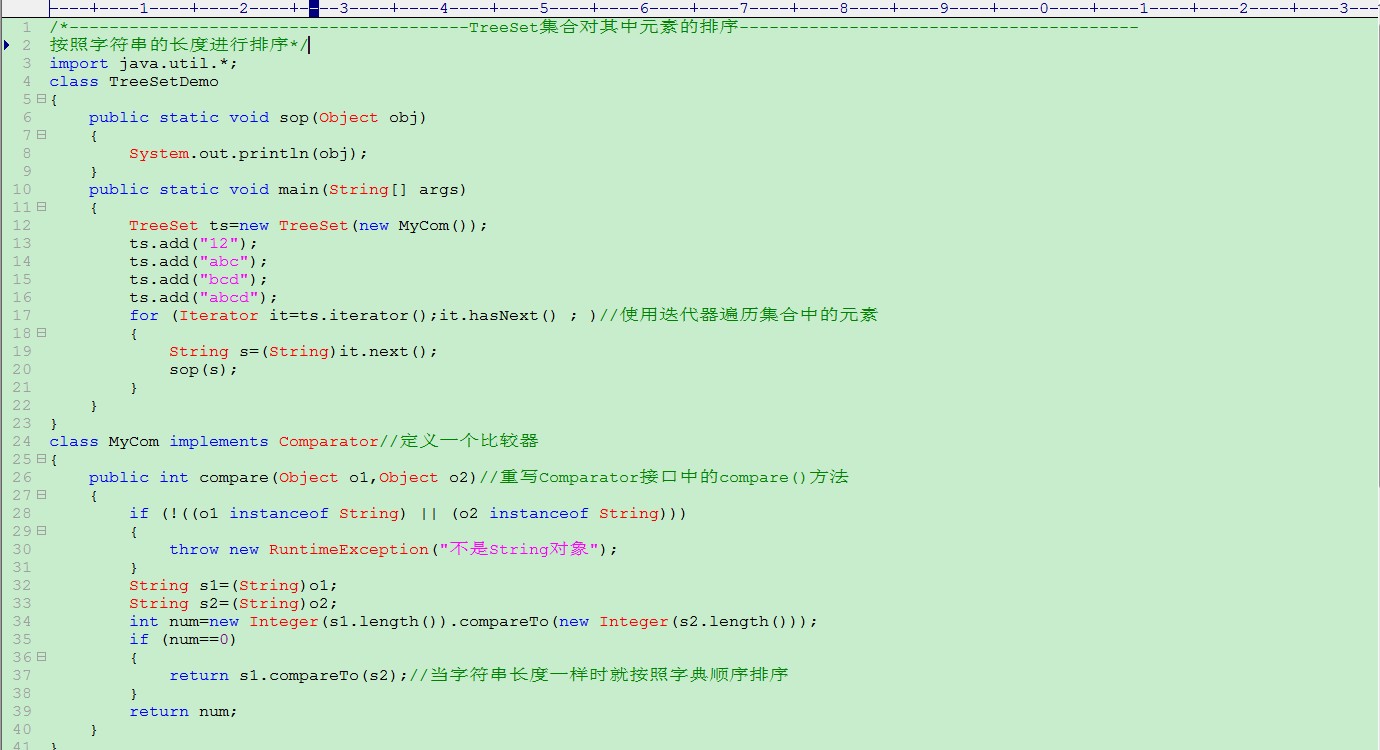 ----+----1----+----2----+----3----+----4----+----5----+----6----+----7----+----8----+----9----+----0----+----1----+----2----+----3---
1 /*----------------------------------------TreeSet集合对其中元素的排序----------------------------------------
2 按照字符串的长度进行排序*/
3 import java.util.*;
4 class TreeSetDemo
5 {
6     public static void sop(Object obj)
7     {
8         System.out.println(obj);
9     }
10     public static void main(String[] args)
11     {
12         TreeSet ts=new TreeSet(new MyCom());
13         ts.add("12");
14         ts.add("abc");
15         ts.add("bcd");
16         ts.add("abcd");
17         for (Iterator it=ts.iterator();it.hasNext() ; )//使用迭代器遍历集合中的元素
18         {
19             String s=(String)it.next();
20             sop(s);
21         }
22     }
23 }
24 class MyCom implements Comparator//定义一个比较器
25 {
26     public int compare(Object o1,Object o2)//重写Comparator接口中的compare()方法
27     {
28         if (!((o1 instanceof String) || (o2 instanceof String)))
29         {
30             throw new RuntimeException("不是String对象");
31         }
32         String s1=(String)o1;
33         String s2=(String)o2;
34         int num=new Integer(s1.length()).compareTo(new Integer(s2.length()));
35         if (num==0)
36         {
37             return s1.compareTo(s2);//当字符串长度一样时就按照字典顺序排序
38         }
39         return num;
40     }
41 }